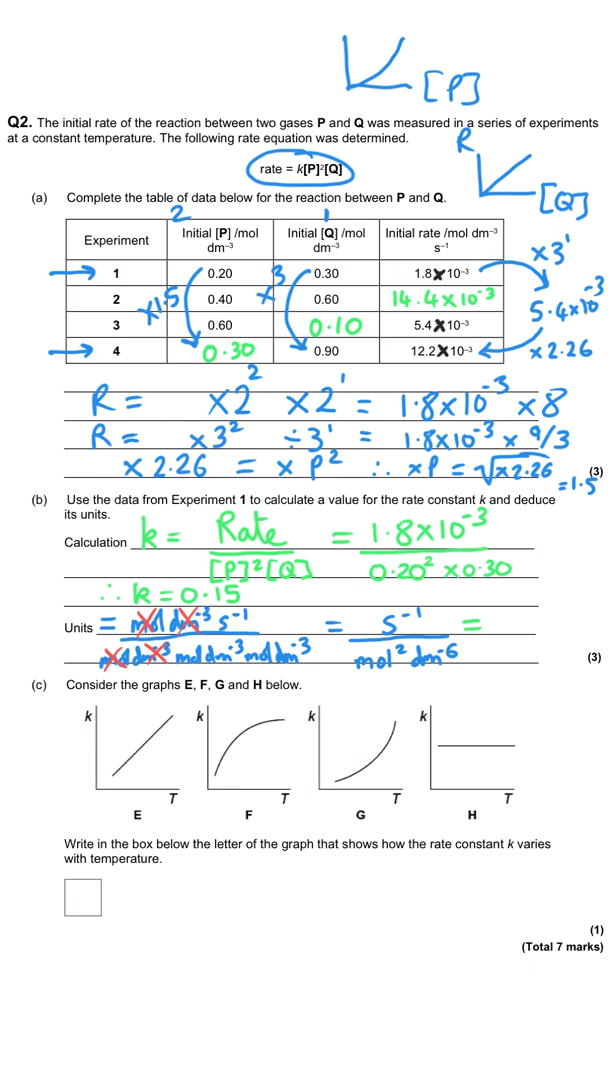 [P]
Q2. The initial rate of the reaction between two gases P and Q was measured in a series of experiments
at a constant temperature. The following rate equation was determined.
R
rate = k[P]²[Q]
[Q]
(a) Complete the table of data below for the reaction between P and Q.
2 1
Experiment Initial [P] /mol dm⁻³ Initial [Q] /mol dm⁻³ Initial rate /mol dm⁻³ s⁻¹
×3¹
1 0.20 0.30 1.8 × 10⁻³
×1.5 ×3
2 0.40 0.60 14.4×10⁻³
5.4×10⁻³
3 0.60 0.10 5.4 × 10⁻³
4 0.30 0.90 12.2 × 10⁻³
×2.26
R = ×2² ×2¹ = 1.8×10⁻³ ×8
R = ×3² ÷3¹ = 1.8×10⁻³ × 9/3
×2.26 = ×P² ∴ ×P = √×2.26 = 1.5
(3)
(b) Use the data from Experiment 1 to calculate a value for the rate constant k and deduce
its units.
Calculation k = Rate / [P]²[Q] = 1.8×10⁻³ / 0.20² ×0.30
∴ k = 0.15
Units = mol dm⁻³ s⁻¹ / mol dm⁻³ mol dm⁻³ mol dm⁻³ = s⁻¹ / mol² dm⁻⁶ =
(3)
(c) Consider the graphs E, F, G and H below.
k k k k
T T T T
E F G H
Write in the box below the letter of the graph that shows how the rate constant k varies
with temperature.
(1)
(Total 7 marks)